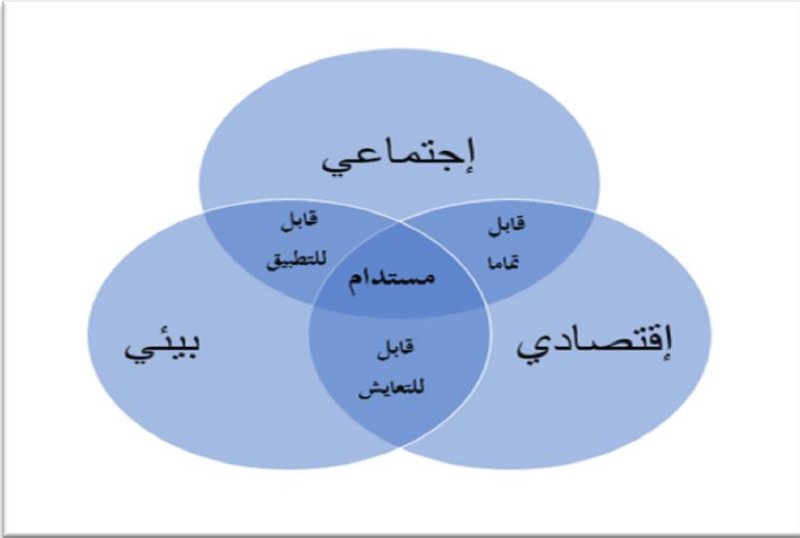 إجتماعي
قابل
تماما
قابل
للتطبيق
مستدام
إقتصادي
بيئي
قابل
للتعايش